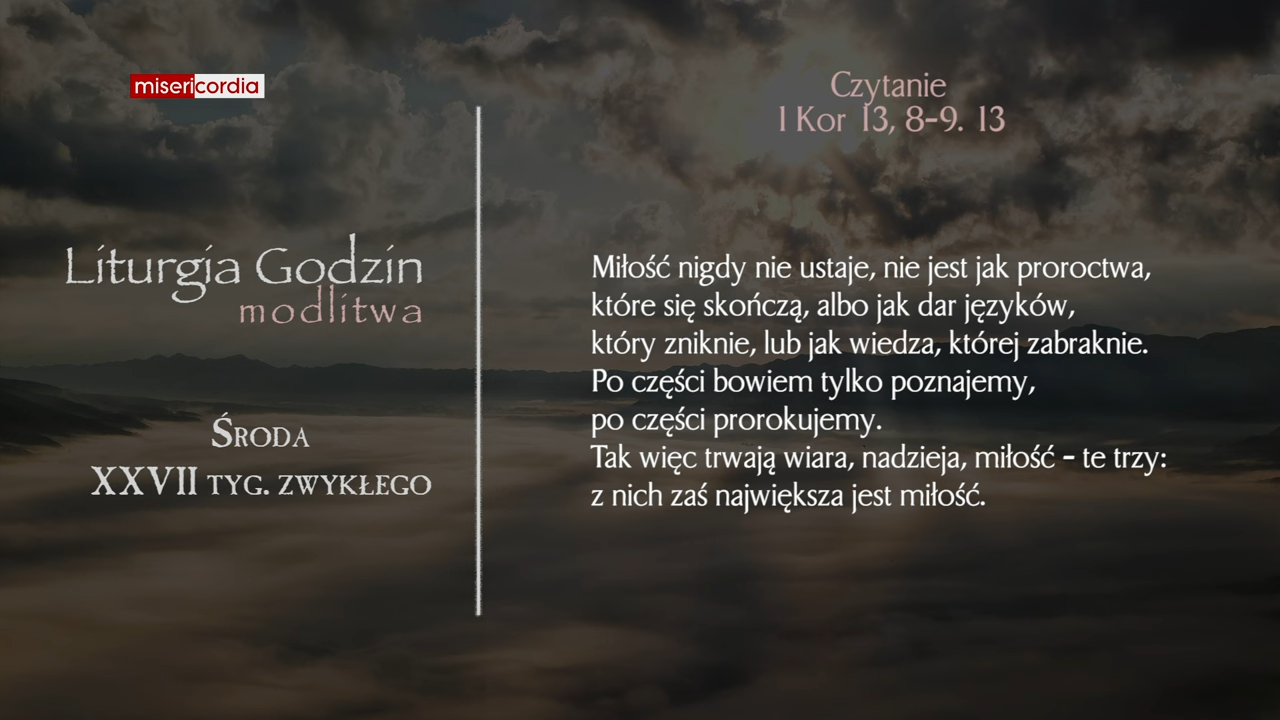 misericordia
Liturgia Godzin
modlitwa
Środa
XXVII tyg. zwykłego
Czytanie
1 Kor 13, 8-9. 13
Miłość nigdy nie ustaje, nie jest jak proroctwa,
które się skończą, albo jak dar języków,
który zniknie, lub jak wiedza, której zabraknie.
Po części bowiem tylko poznajemy,
po części prorokujemy.
Tak więc trwają wiara, nadzieja, miłość - te trzy:
z nich zaś największa jest miłość.